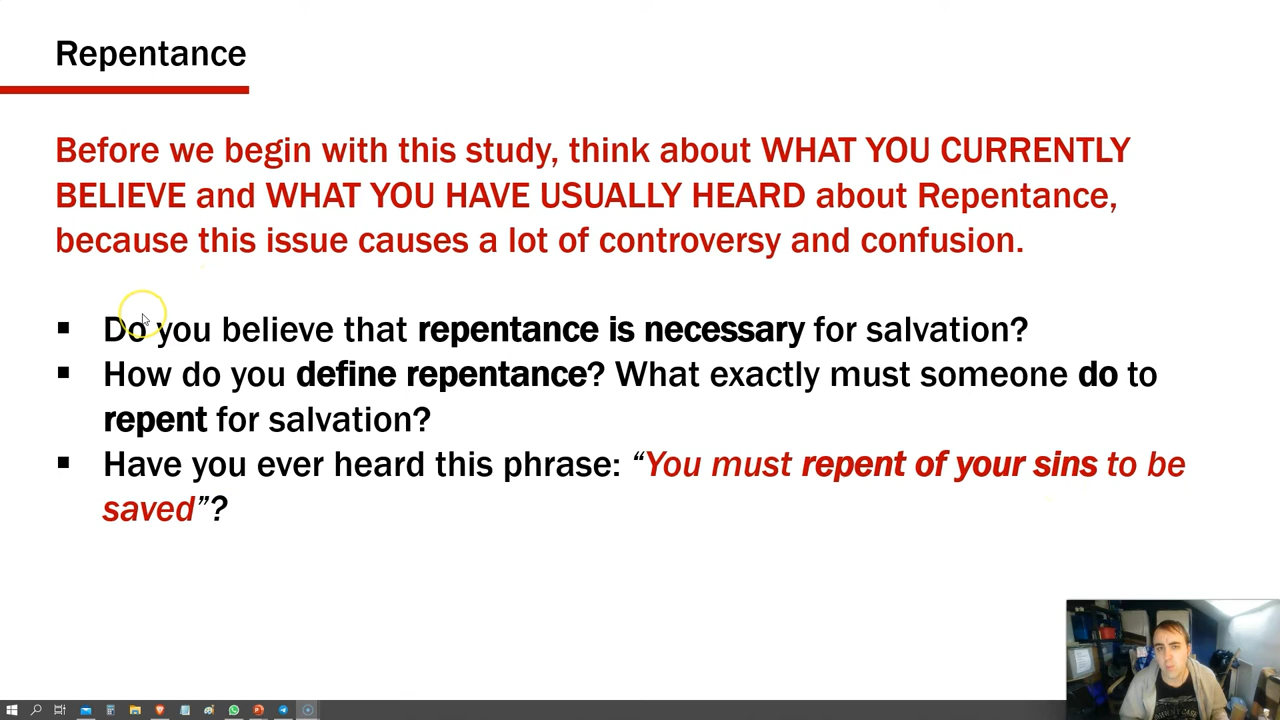 Repentance
Before we begin with this study, think about WHAT YOU CURRENTLY
BELIEVE and WHAT YOU HAVE USUALLY HEARD about Repentance,
because this issue causes a lot of controversy and confusion.
▪ Do you believe that repentance is necessary for salvation?
▪ How do you define repentance? What exactly must someone do to
repent for salvation?
▪ Have you ever heard this phrase: “You must repent of your sins to be
saved”?